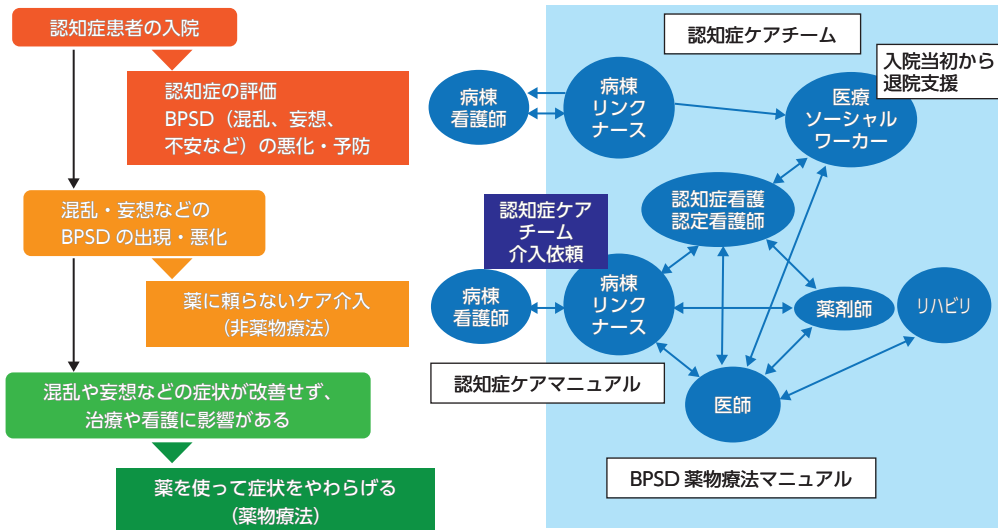 認知症患者の入院
認知症の評価
BPSD（混乱、妄想、
不安など）の悪化・予防
混乱・妄想などの
BPSD の出現・悪化
薬に頼らないケア介入
（非薬物療法）
混乱や妄想などの症状が改善せず、
治療や看護に影響がある
薬を使って症状をやわらげる
（薬物療法）
認知症ケアチーム
入院当初から
退院支援
病棟
看護師
病棟
リンク
ナース
医療
ソーシャル
ワーカー
認知症看護
認定看護師
認知症ケア
チーム
介入依頼
病棟
看護師
病棟
リンク
ナース
薬剤師
リハビリ
認知症ケアマニュアル
医師
BPSD 薬物療法マニュアル